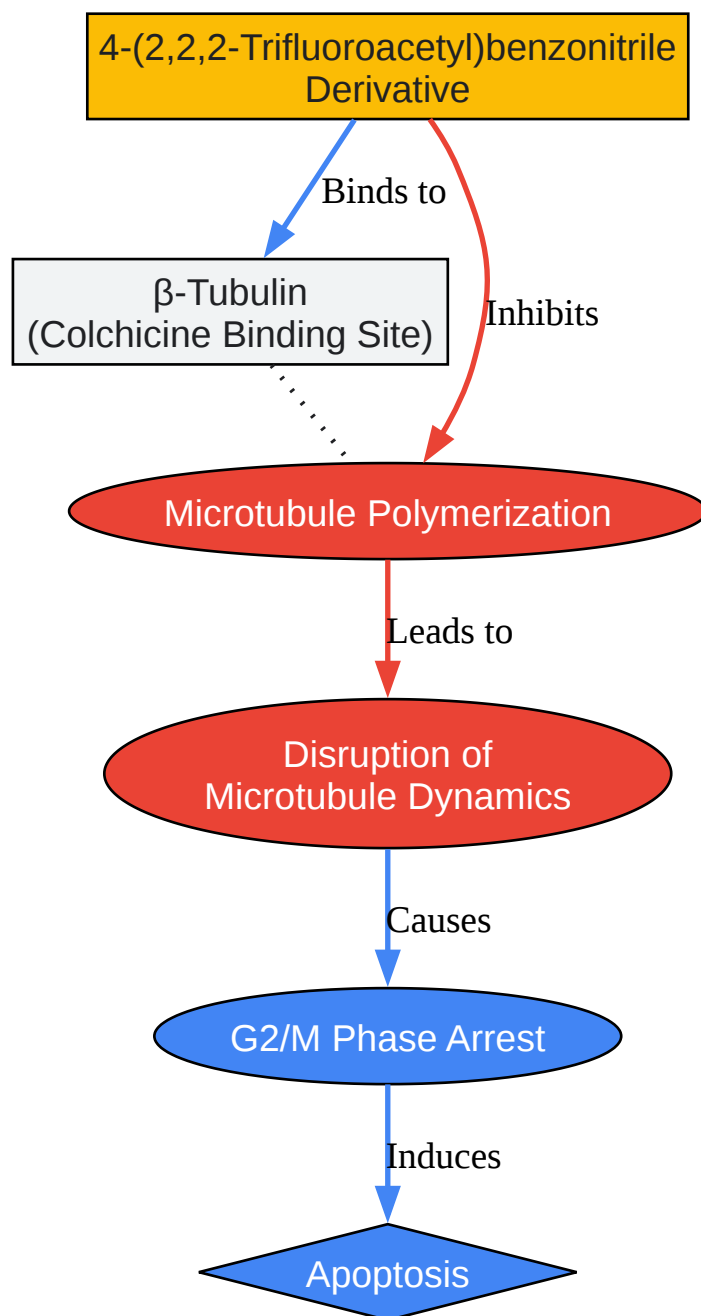 4-(2,2,2-Trifluoroacetyl)benzonitrile
Derivative
Binds to
β-Tubulin
(Colchicine Binding Site)
Inhibits
Microtubule Polymerization
Leads to
Disruption of
Microtubule Dynamics
Causes
G2/M Phase Arrest
Induces
Apoptosis